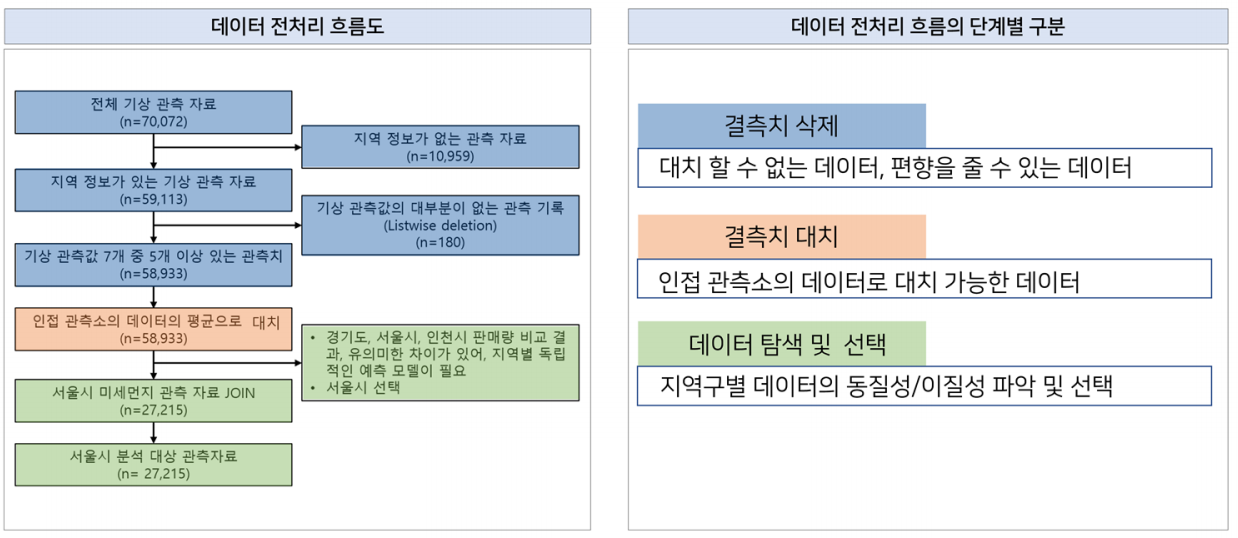 데이터 전처리 흐름도
전체 기상 관측 자료
(n=70,072)
지역 정보가 없는 관측 자료
(n=10,959)
지역 정보가 있는 기상 관측 자료
(n=59,113)
기상 관측값의 대부분이 없는 관측 기록
(Listwise deletion)
(n=180)
기상 관측값 7개 중 5개 이상 있는 관측치
(n=58,933)
인접 관측소의 데이터의 평균으로 대치
(n=58,933)
• 경기도, 서울시, 인천시 판매량 비교 결
과, 유의미한 차이가 있어, 지역별 독립
적인 예측 모델이 필요
• 서울시 선택
서울시 미세먼지 관측 자료 JOIN
(n=27,215)
서울시 분석 대상 관측자료
(n= 27,215)
데이터 전처리 흐름의 단계별 구분
결측치 삭제
대치 할 수 없는 데이터, 편향을 줄 수 있는 데이터
결측치 대치
인접 관측소의 데이터로 대치 가능한 데이터
데이터 탐색 및 선택
지역구별 데이터의 동질성/이질성 파악 및 선택